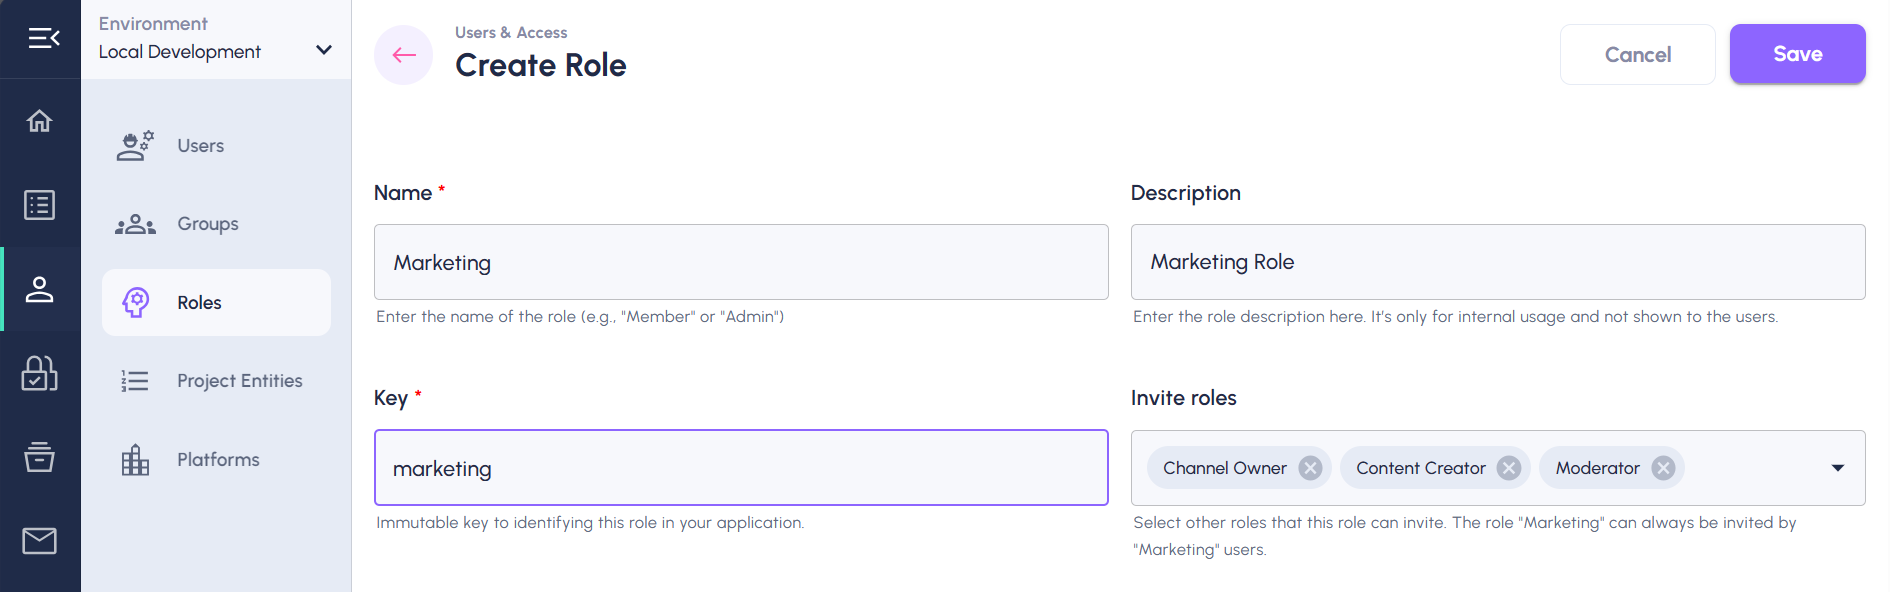 Environment
Local Development
Users
Groups
Roles
Project Entities
Platforms
Users & Access
Create Role
Cancel
Save
Name *
Marketing
Enter the name of the role (e.g., "Member" or "Admin")
Description
Marketing Role
Enter the role description here. It's only for internal usage and not shown to the users.
Key *
marketing
Immutable key to identifying this role in your application.
Invite roles
Channel Owner Content Creator Moderator
Select other roles that this role can invite. The role "Marketing" can always be invited by
"Marketing" users.